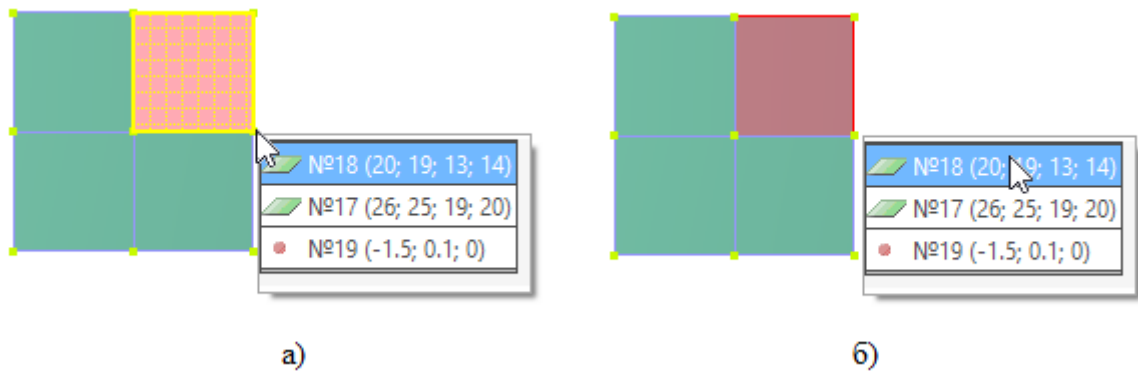 №18 (20; 19; 13; 14)
№17 (26; 25; 19; 20)
№19 (-1.5; 0.1; 0)
№18 (20; 19; 13; 14)
№17 (26; 25; 19; 20)
№19 (-1.5; 0.1; 0)
а)
б)